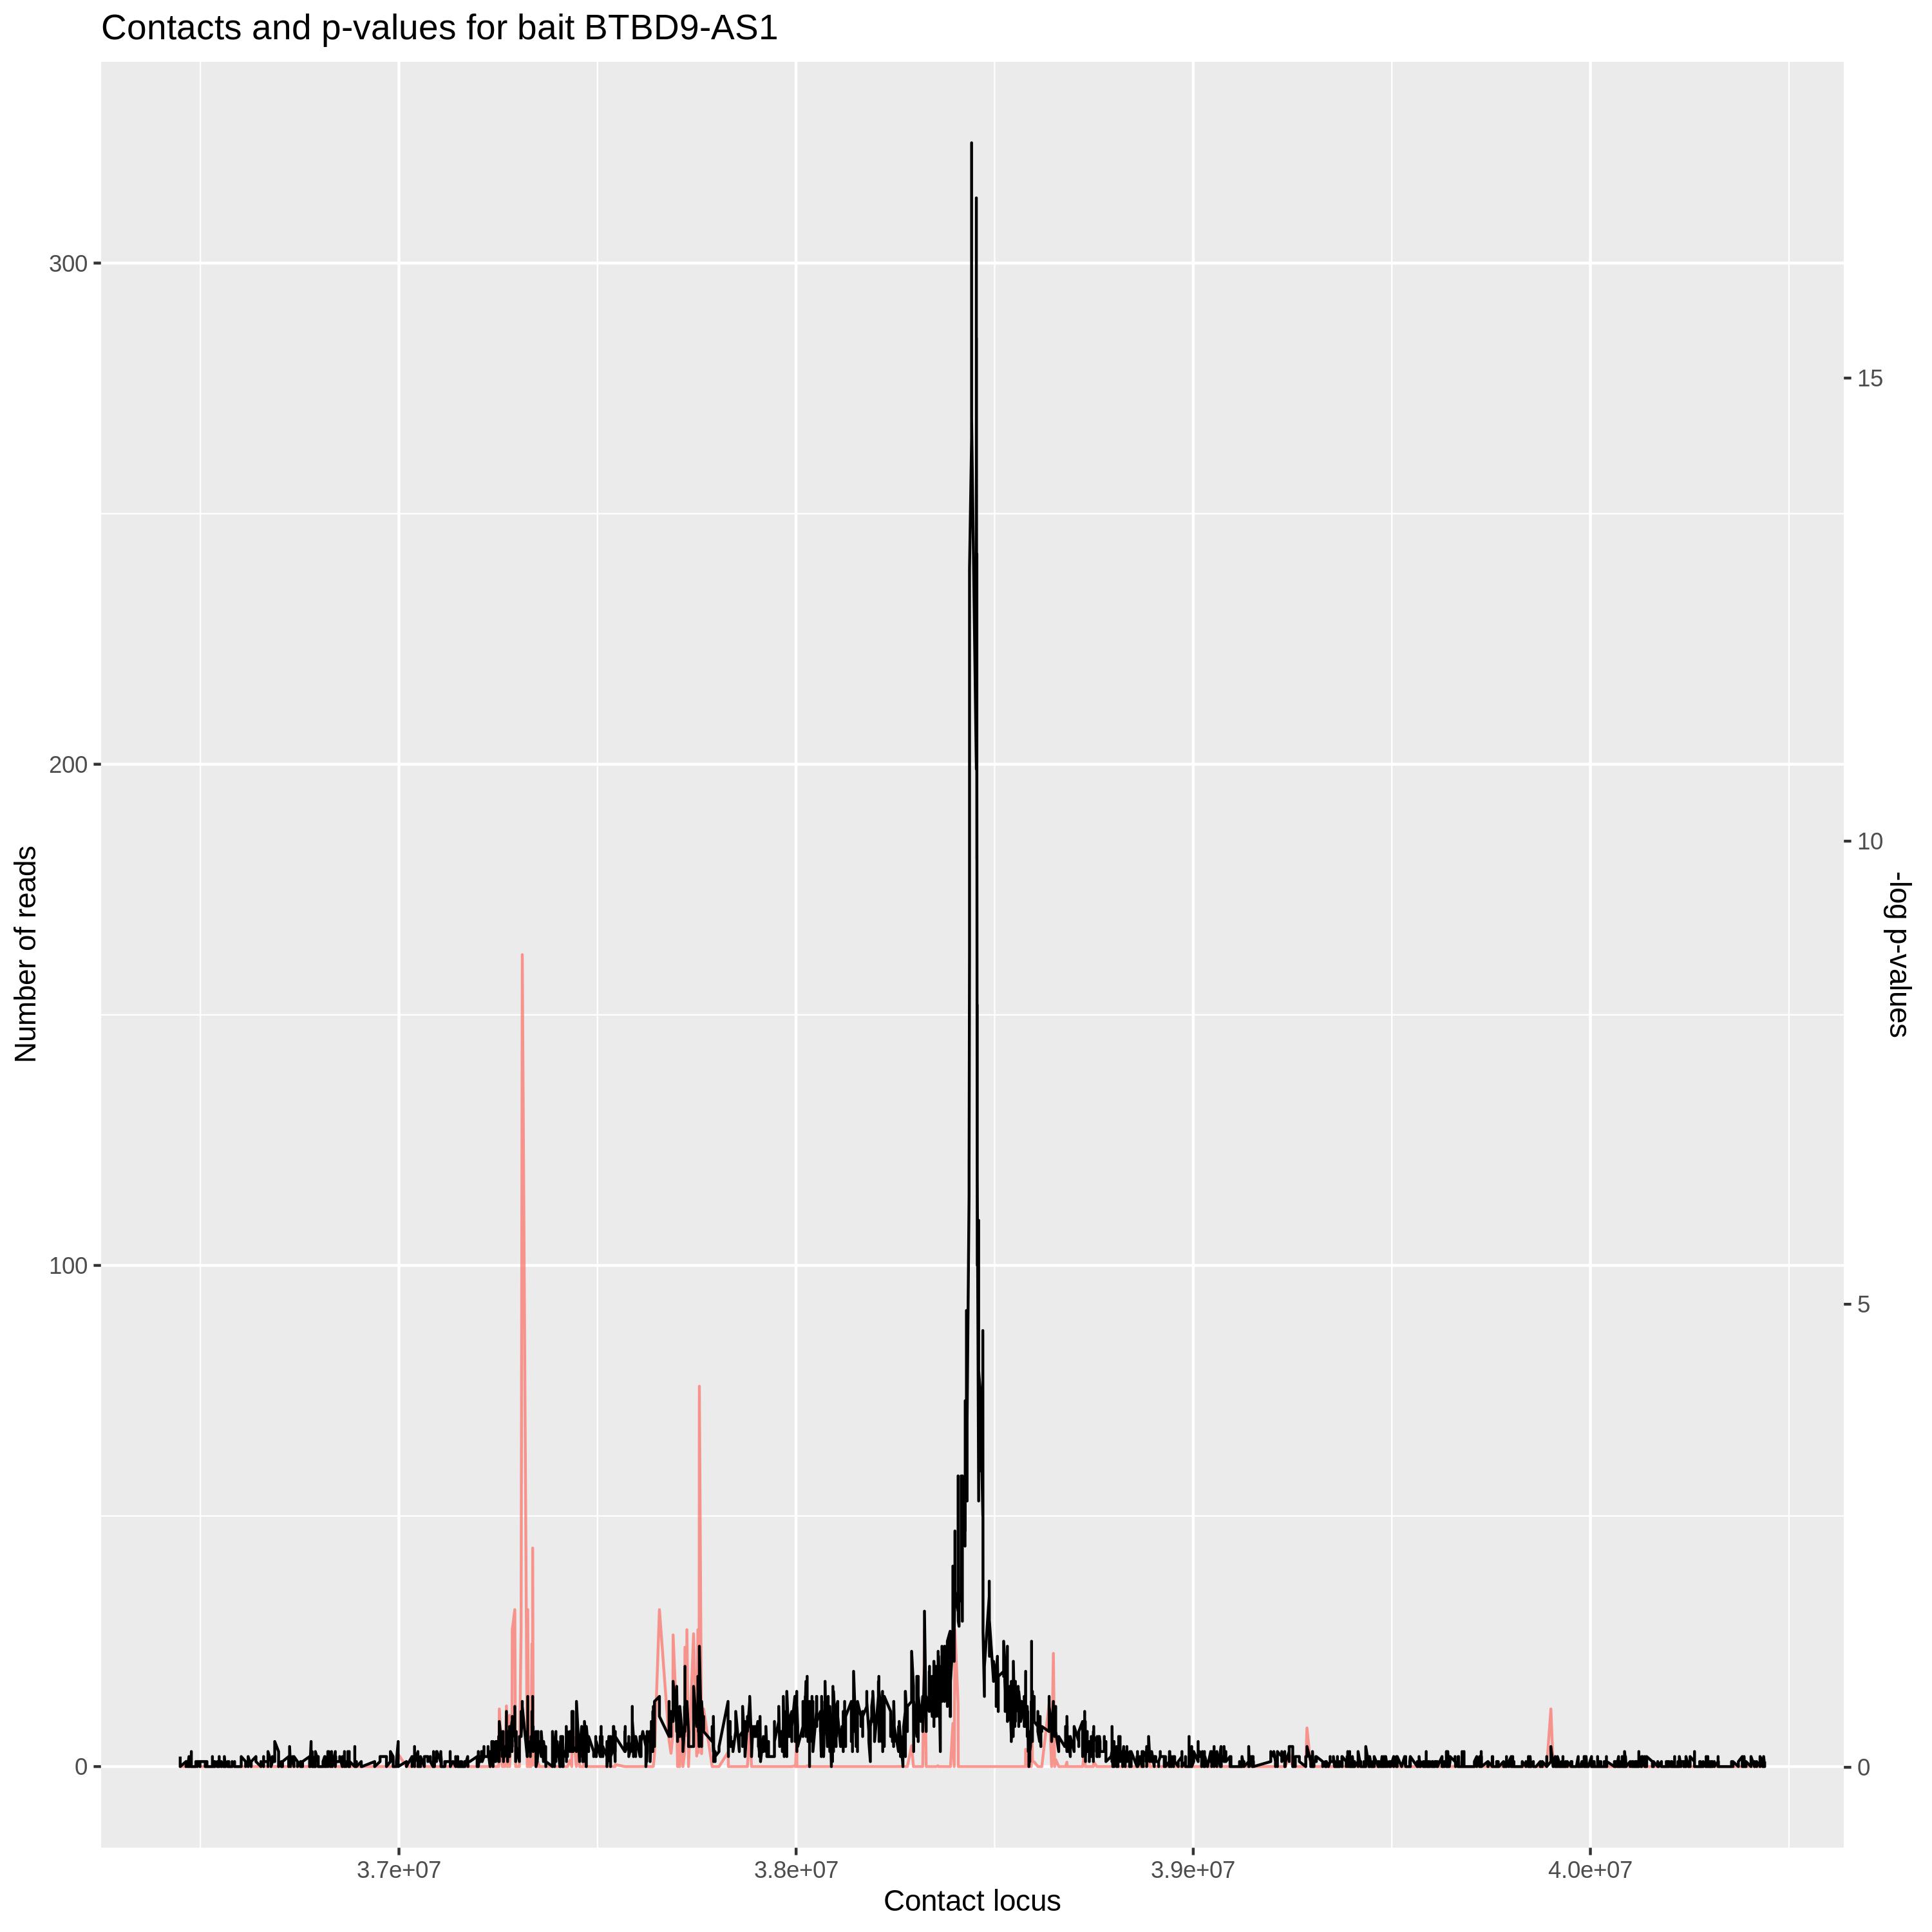 Contacts and p-values for bait BTBD9-AS1
300
200
100
0
Number of reads
15
10
5
0
-log p-values
3.7e+07
3.8e+07
3.9e+07
4.0e+07
Contact locus